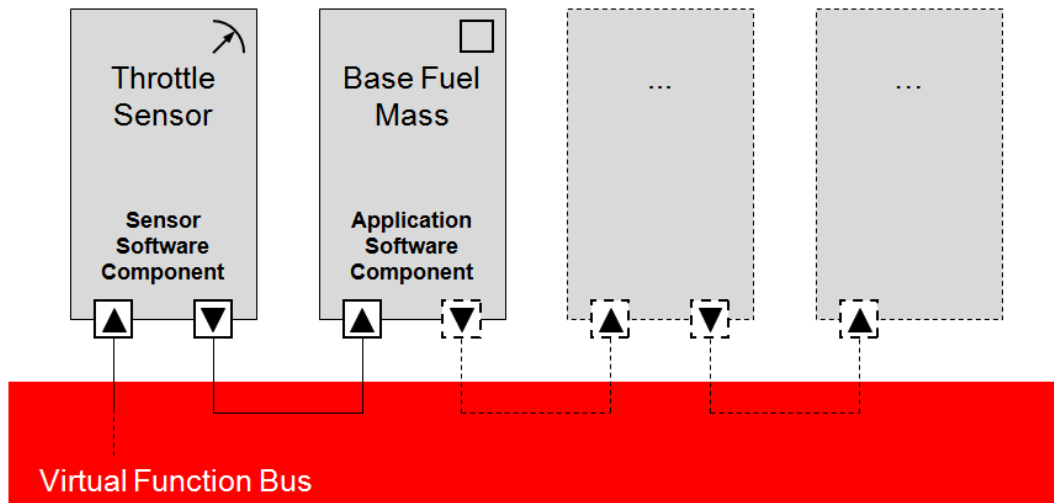 Throttle
Sensor
Sensor
Software
Component
Base Fuel
Mass
Application
Software
Component
...
...
Virtual Function Bus